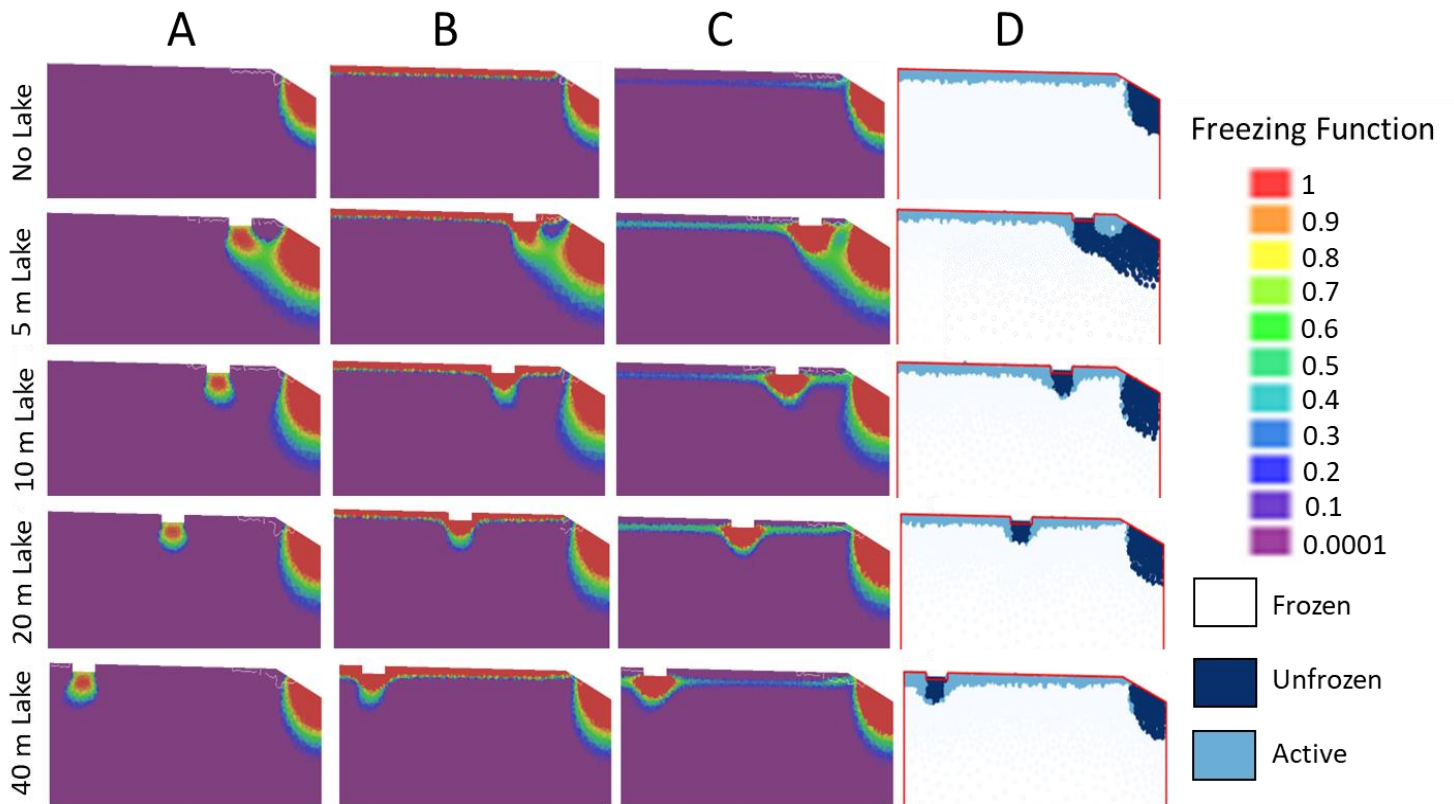 A B C D
No Lake
5 m Lake
10 m Lake
20 m Lake
40 m Lake
Freezing Function
1
0.9
0.8
0.7
0.6
0.5
0.4
0.3
0.2
0.1
0.0001
Frozen
Unfrozen
Active